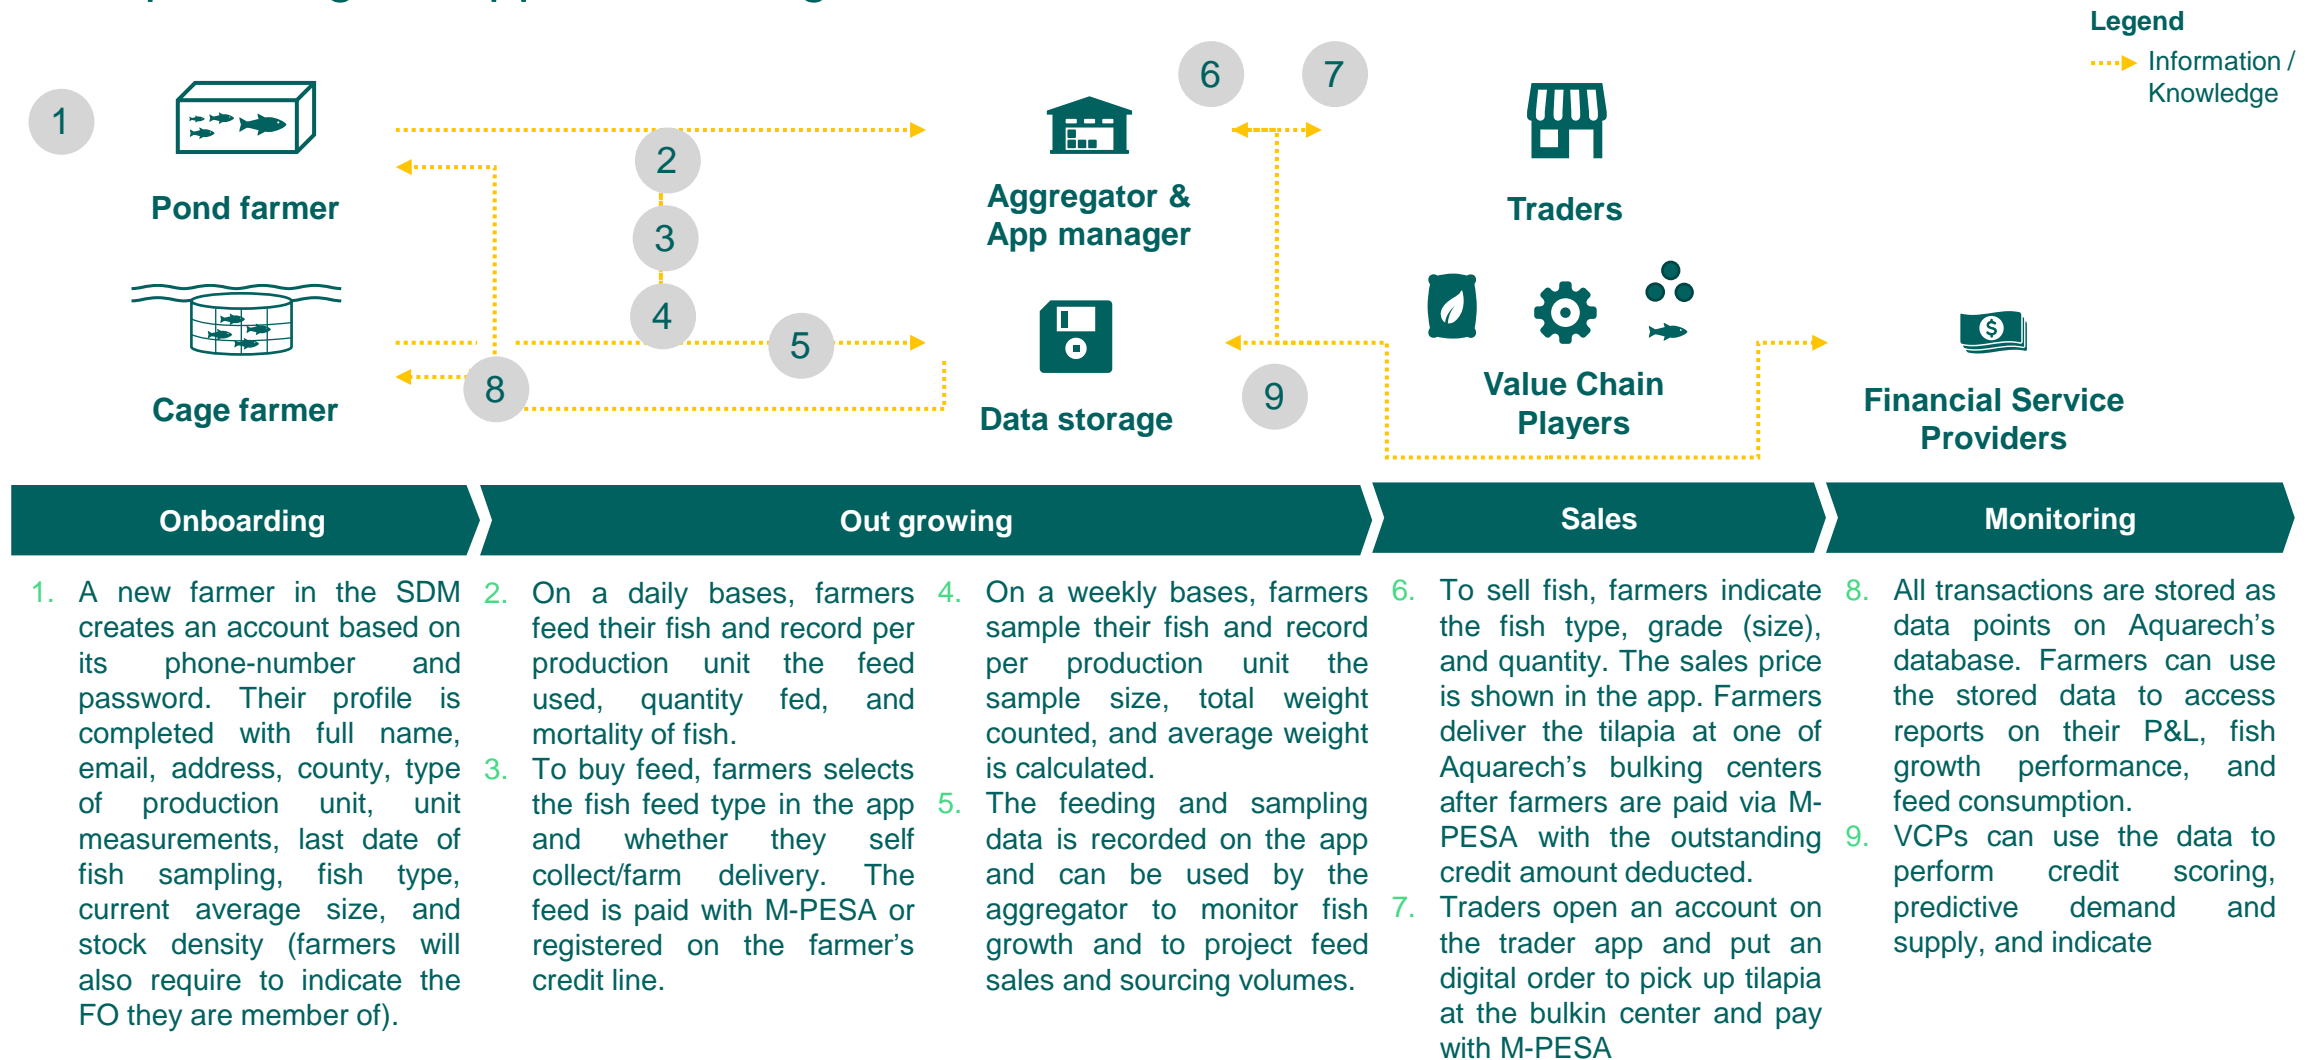 Legend
Information /
Knowledge
1
2
3
4
5
6
7
8
9
Pond farmer
Cage farmer
Aggregator &
App manager
Data storage
Traders
Value Chain
Players
Financial Service
Providers
Onboarding
Out growing
Sales
Monitoring
1. A new farmer in the SDM
creates an account based on
its phone-number and
password. Their profile is
completed with full name,
email, address, county, type
of production unit, unit
measurements, last date of
fish sampling, fish type,
current average size, and
stock density (farmers will
also require to indicate the
FO they are member of).
2. On a daily bases, farmers
feed their fish and record per
production unit the feed
used, quantity fed, and
mortality of fish.
3. To buy feed, farmers selects
the fish feed type in the app
and whether they self
collect/farm delivery. The
feed is paid with M-PESA or
registered on the farmer's
credit line.
4. On a weekly bases, farmers
sample their fish and record
per production unit the
sample size, total weight
counted, and average weight
is calculated.
5. The feeding and sampling
data is recorded on the app
and can be used by the
aggregator to monitor fish
growth and to project feed
sales and sourcing volumes.
6. To sell fish, farmers indicate
the fish type, grade (size),
and quantity. The sales price
is shown in the app. Farmers
deliver the tilapia at one of
Aquarech's bulking centers
after farmers are paid via M-
PESA with the outstanding
credit amount deducted.
7. Traders open an account on
the trader app and put an
digital order to pick up tilapia
at the bulkin center and pay
with M-PESA
8. All transactions are stored as
data points on Aquarech's
database. Farmers can use
the stored data to access
reports on their P&L, fish
growth performance, and
feed consumption.
9. VCPs can use the data to
perform credit scoring,
predictive demand and
supply, and indicate